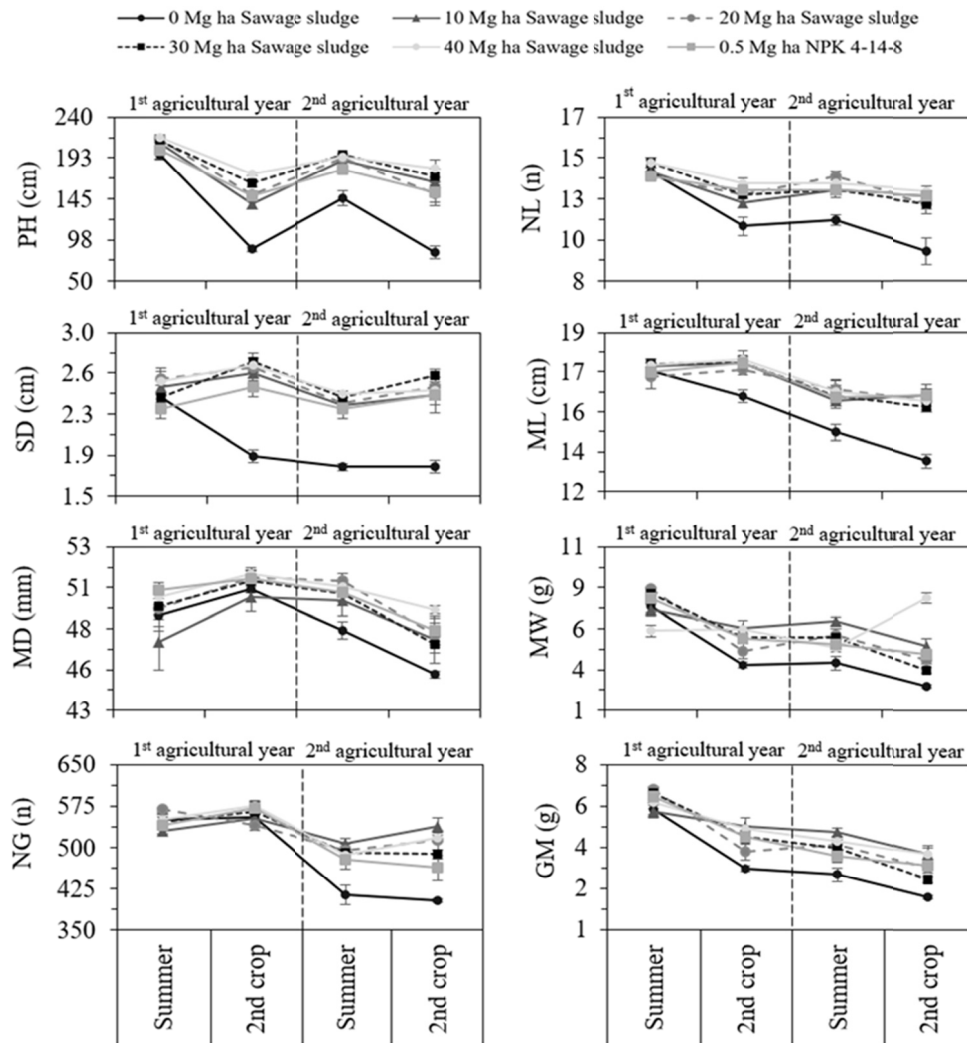 0 Mg ha Sawage sludge 10 Mg ha Sawage sludge 20 Mg ha Sawage sludge
30 Mg ha Sawage sludge 40 Mg ha Sawage sludge 0.5 Mg ha NPK 4-14-8
1st agricultural year 2nd agricultural year
PH (cm)
240
193
145
98
50
1st agricultural year 2nd agricultural year
NL (n)
17
15
13
10
8
1st agricultural year 2nd agricultural year
SD (cm)
3.0
2.6
2.3
1.9
1.5
1st agricultural year 2nd agricultural year
ML (cm)
19
17
16
14
12
1st agricultural year 2nd agricultural year
MD (mm)
53
51
48
46
43
1st agricultural year 2nd agricultural year
MW (g)
11
9
6
4
1
1st agricultural year 2nd agricultural year
NG (n)
650
575
500
425
350
Summer
2nd crop
Summer
2nd crop
1st agricultural year 2nd agricultural year
GM (g)
8
6
4
2
1
Summer
2nd crop
Summer
2nd crop